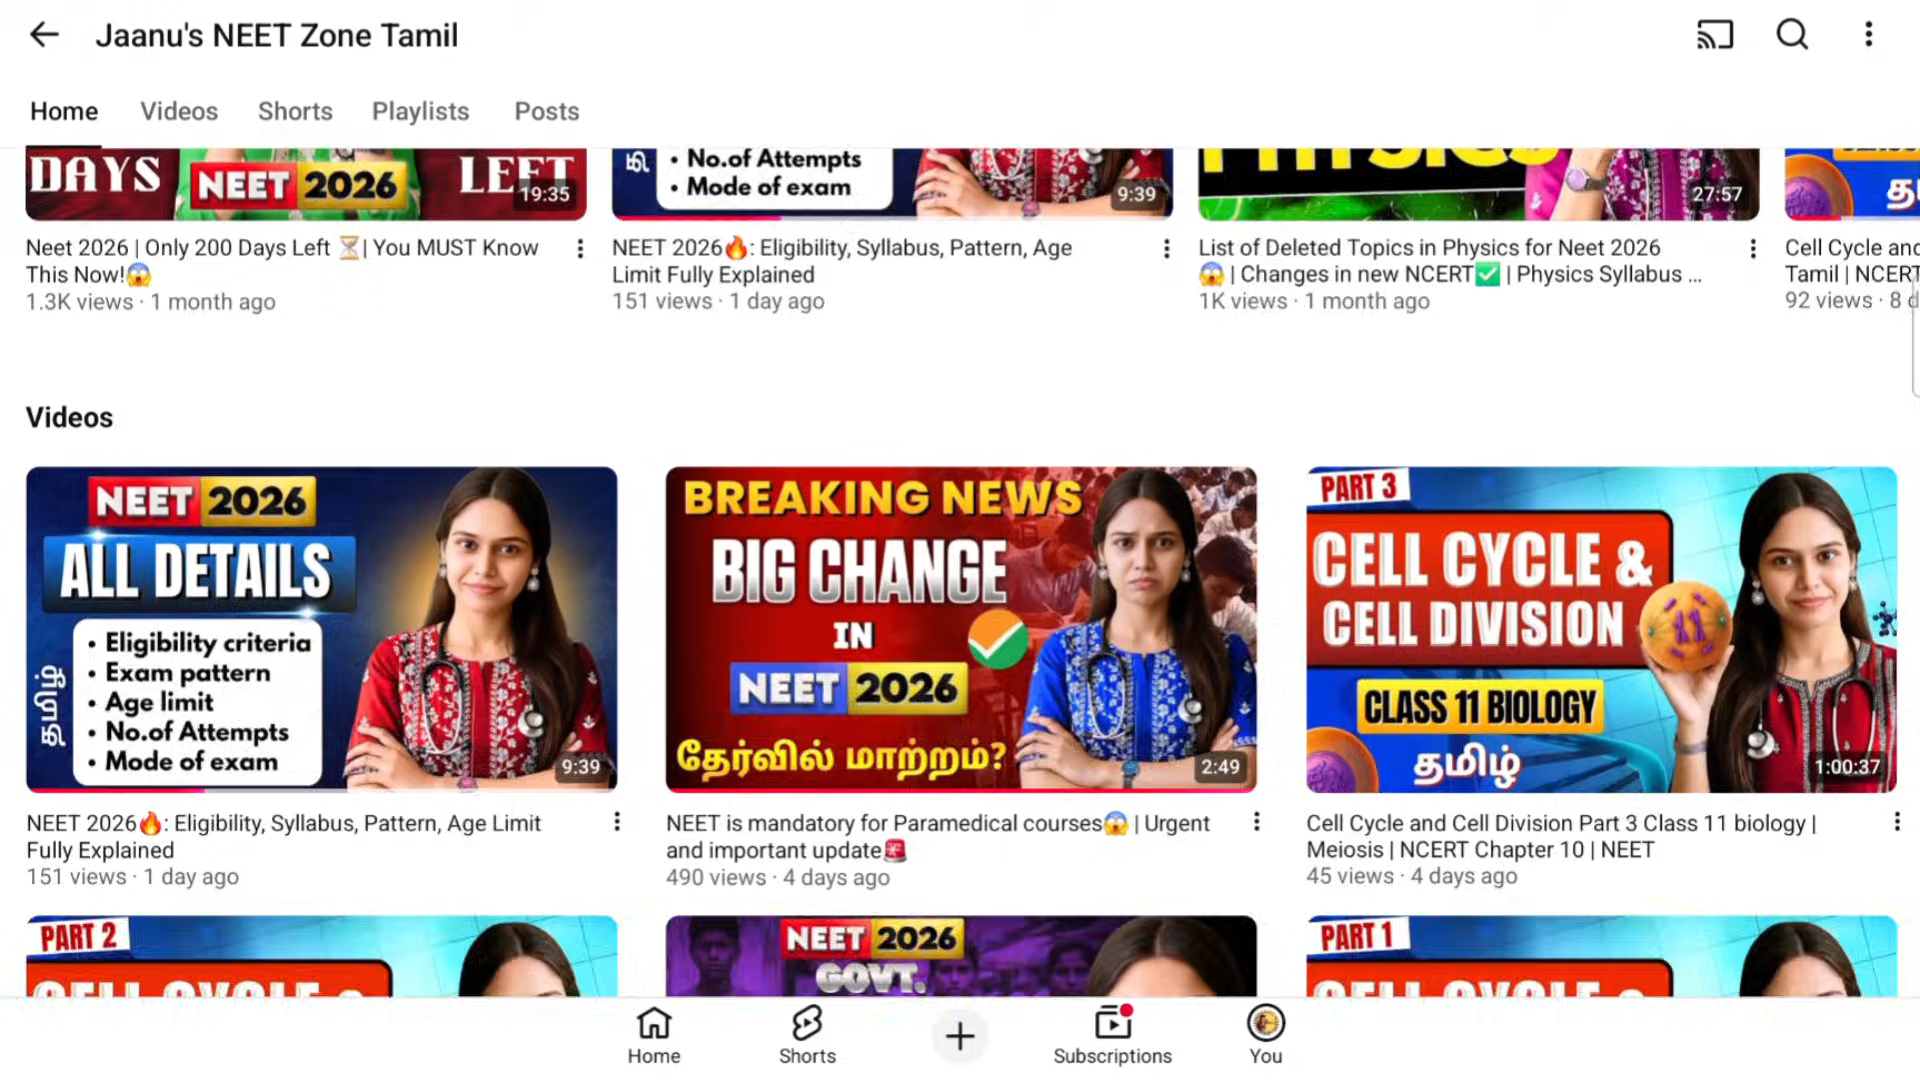 Jaanu's NEET Zone Tamil
Home Videos Shorts Playlists Posts
DAYS LEFT
NEET 2026
19:35
• No.of Attempts
• Mode of exam
9:39
PHYSICS
27:57
Neet 2026 | Only 200 Days Left ⏳| You MUST Know
This Now!😱
1.3K views · 1 month ago
NEET 2026🔥: Eligibility, Syllabus, Pattern, Age
Limit Fully Explained
151 views · 1 day ago
List of Deleted Topics in Physics for Neet 2026
😱 | Changes in new NCERT✅ | Physics Syllabus ...
1K views · 1 month ago
Cell Cycle and
Tamil | NCERT
92 views · 8 d
Videos
NEET 2026
ALL DETAILS
தமிழ்
• Eligibility criteria
• Exam pattern
• Age limit
• No.of Attempts
• Mode of exam
9:39
NEET 2026🔥: Eligibility, Syllabus, Pattern, Age Limit
Fully Explained
151 views · 1 day ago
BREAKING NEWS
BIG CHANGE
IN
NEET 2026
தேர்வில் மாற்றம்?
2:49
NEET is mandatory for Paramedical courses😱 | Urgent
and important update🚨
490 views · 4 days ago
PART 3
CELL CYCLE &
CELL DIVISION
CLASS 11 BIOLOGY
தமிழ்
1:00:37
Cell Cycle and Cell Division Part 3 Class 11 biology |
Meiosis | NCERT Chapter 10 | NEET
45 views · 4 days ago
PART 2
CELL CYCLE &
NEET 2026
GOVT.
PART 1
CELL CYCLE &
Home Shorts Subscriptions You